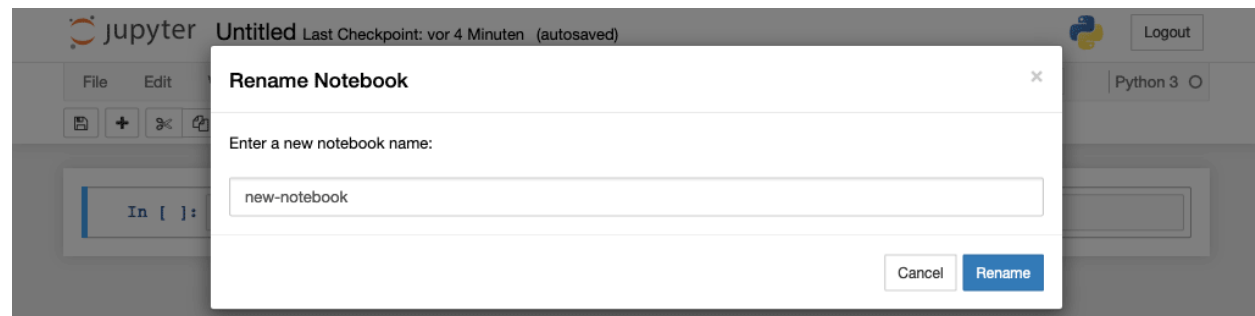 jupyter Untitled Last Checkpoint: vor 4 Minuten (autosaved) Logout
File Edit Python 3
Rename Notebook ×
Enter a new notebook name:
new-notebook
In [ ]:
Cancel Rename